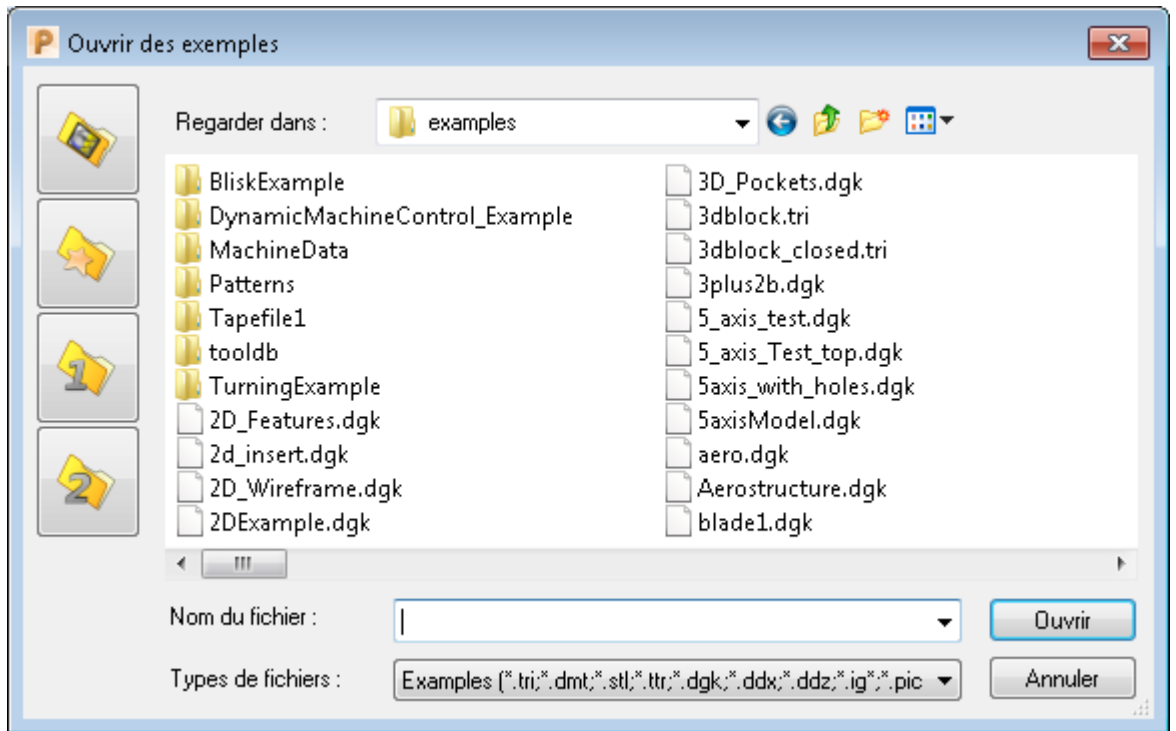 Ouvrir des exemples
Regarder dans :
examples
BliskExample
DynamicMachineControl_Example
MachineData
Patterns
Tapefile1
tooldb
TurningExample
2D_Features.dgk
2d_insert.dgk
2D_Wireframe.dgk
2DExample.dgk
3D_Pockets.dgk
3dblock.tri
3dblock_closed.tri
3plus2b.dgk
5_axis_test.dgk
5_axis_Test_top.dgk
5axis_with_holes.dgk
5axisModel.dgk
aero.dgk
Aerostructure.dgk
blade1.dgk
1
2
Nom du fichier :
Ouvrir
Types de fichiers :
Examples (*.tri;*.dmt;*.stl;*.ttr;*.dgk;*.ddx;*.ddz;*.ig*;*.pic
Annuler